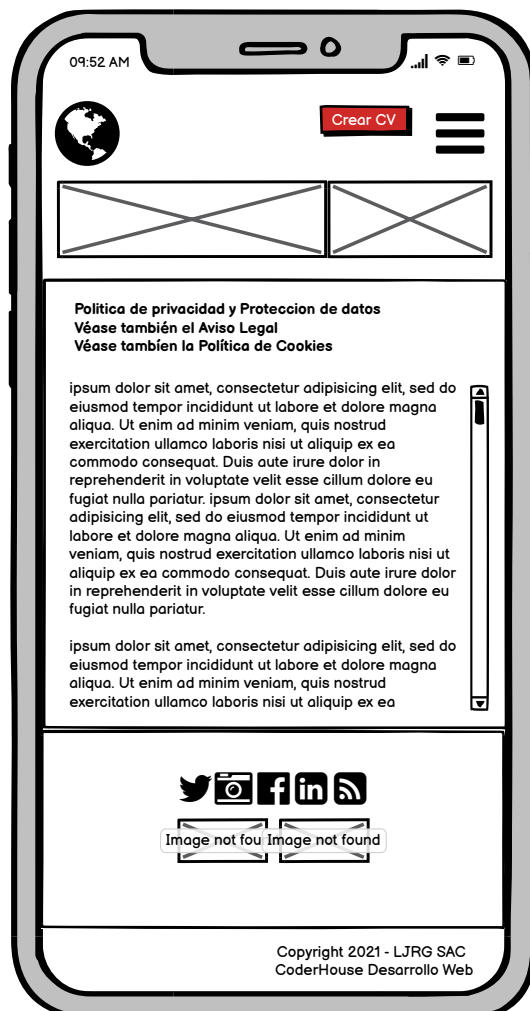 09:52 AM
Crear CV
Politica de privacidad y Proteccion de datos
Véase también el Aviso Legal
Véase tambíen la Política de Cookies
ipsum dolor sit amet, consectetur adipisicing elit, sed do
eiusmod tempor incididunt ut labore et dolore magna
aliqua. Ut enim ad minim veniam, quis nostrud
exercitation ullamco laboris nisi ut aliquip ex ea
commodo consequat. Duis aute irure dolor in
reprehenderit in voluptate velit esse cillum dolore eu
fugiat nulla pariatur. ipsum dolor sit amet, consectetur
adipisicing elit, sed do eiusmod tempor incididunt ut
labore et dolore magna aliqua. Ut enim ad minim
veniam, quis nostrud exercitation ullamco laboris nisi ut
aliquip ex ea commodo consequat. Duis aute irure dolor
in reprehenderit in voluptate velit esse cillum dolore eu
fugiat nulla pariatur.
ipsum dolor sit amet, consectetur adipisicing elit, sed do
eiusmod tempor incididunt ut labore et dolore magna
aliqua. Ut enim ad minim veniam, quis nostrud
exercitation ullamco laboris nisi ut aliquip ex ea
in
Image not fou Image not found
Copyright 2021 - LJRG SAC
CoderHouse Desarrollo Web